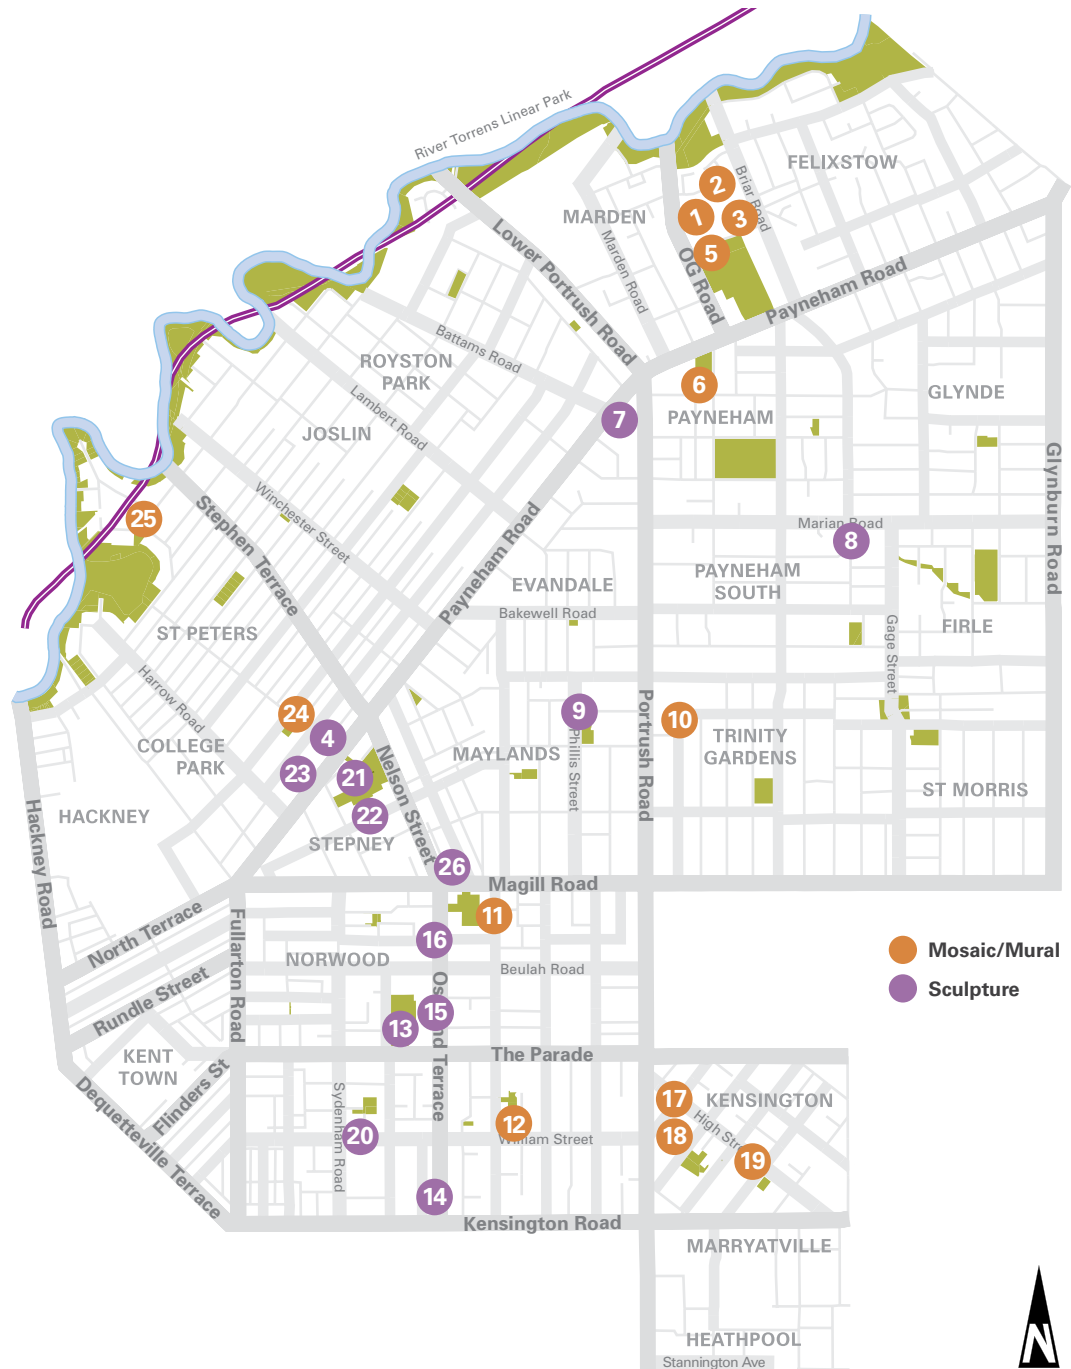 River Torrens Linear Park
FELIXSTOW
2
Briar Road
MARDEN
1
3
Lower Portrush Road
Marden Road
5
OG Road
Payneham Road
Battams Road
ROYSTON
PARK
6
GLYNDE
Lambert Road
7
PAYNEHAM
JOSLIN
Glynburn Road
Winchester Street
Stephen Terrace
25
Payneham Road
Marian Road
8
EVANDALE
PAYNEHAM
SOUTH
Bakewell Road
ST PETERS
Gage Street
FIRLE
Harrow Road
24
9
Portrush Road
10
4
COLLEGE
PARK
Nelson Street
MAYLANDS
Phillis Street
TRINITY
GARDENS
23
21
ST MORRIS
HACKNEY
22
Hackney Road
STEPNEY
26
Magill Road
North Terrace
Fullarton Road
11
16
Mosaic/Mural
NORWOOD
Beulah Road
Sculpture
Rundle Street
15
13
The Parade
KENT
TOWN
Flinders St
Dequetteville Terrace
Sydenham Road
17
KENSINGTON
12
18
20
William Street
19
14
Kensington Road
MARRYATVILLE
HEATHPOOL
Stannington Ave
N